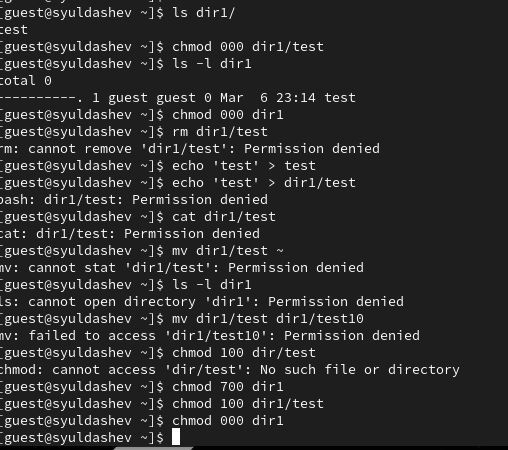 [guest@syuldashev ~]$ ls dir1/
test
[guest@syuldashev ~]$ chmod 000 dir1/test
[guest@syuldashev ~]$ ls -l dir1
total 0
----------. 1 guest guest 0 Mar  6 23:14 test
[guest@syuldashev ~]$ chmod 000 dir1
[guest@syuldashev ~]$ rm dir1/test
rm: cannot remove 'dir1/test': Permission denied
[guest@syuldashev ~]$ echo 'test' > test
[guest@syuldashev ~]$ echo 'test' > dir1/test
bash: dir1/test: Permission denied
[guest@syuldashev ~]$ cat dir1/test
cat: dir1/test: Permission denied
[guest@syuldashev ~]$ mv dir1/test ~
mv: cannot stat 'dir1/test': Permission denied
[guest@syuldashev ~]$ ls -l dir1
ls: cannot open directory 'dir1': Permission denied
[guest@syuldashev ~]$ mv dir1/test dir1/test10
mv: failed to access 'dir1/test10': Permission denied
[guest@syuldashev ~]$ chmod 100 dir/test
chmod: cannot access 'dir/test': No such file or directory
[guest@syuldashev ~]$ chmod 700 dir1
[guest@syuldashev ~]$ chmod 100 dir1/test
[guest@syuldashev ~]$ chmod 000 dir1
[guest@syuldashev ~]$